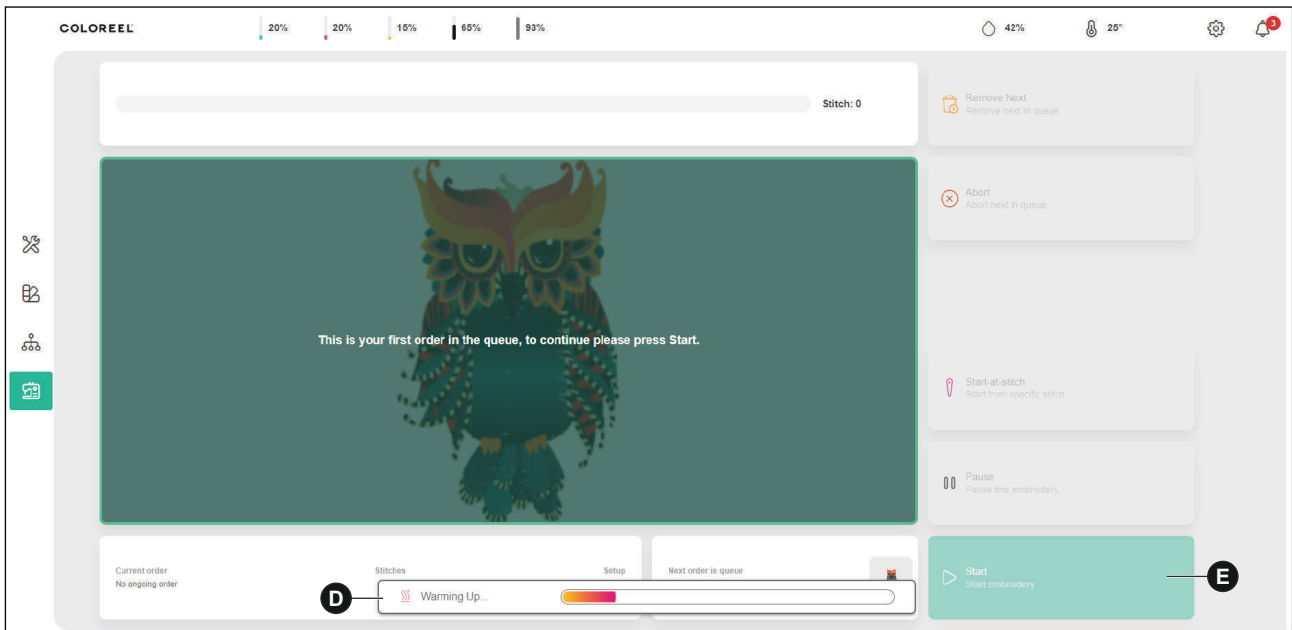 COLOREEL
20%
20%
15%
65%
93%
42%
25°
3
Stitch: 0
Remove Next
Remove next in queue
Abort
Abort next in queue
This is your first order in the queue, to continue please press Start.
Start-at-stitch
Start from specific stitch
Pause
Pause this embroidery
Current order
No ongoing order
Stitches
Setup
Next order in queue
D
Warming Up...
Start
Start embroidery
E